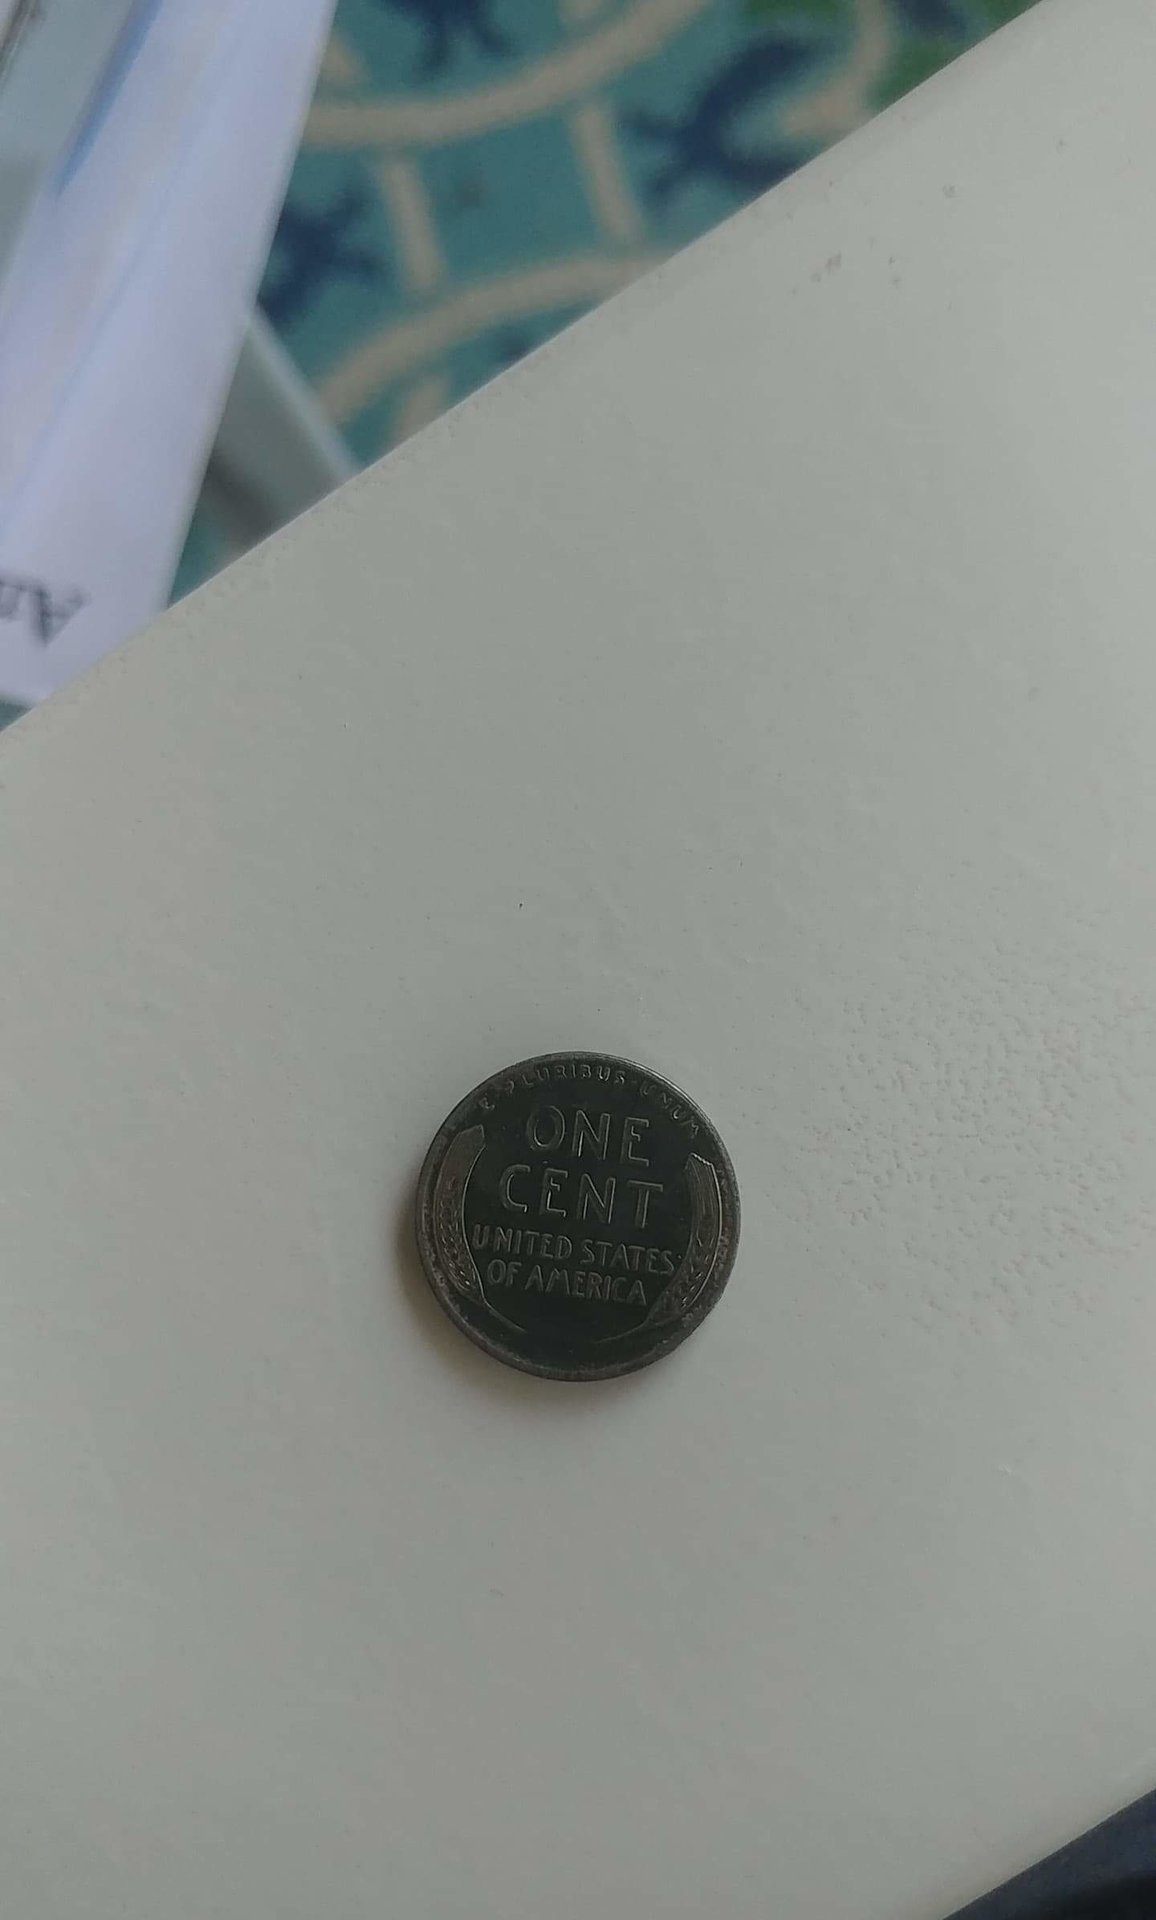 E PLURIBUS UNUM
ONE
CENT
UNITED STATES
OF AMERICA